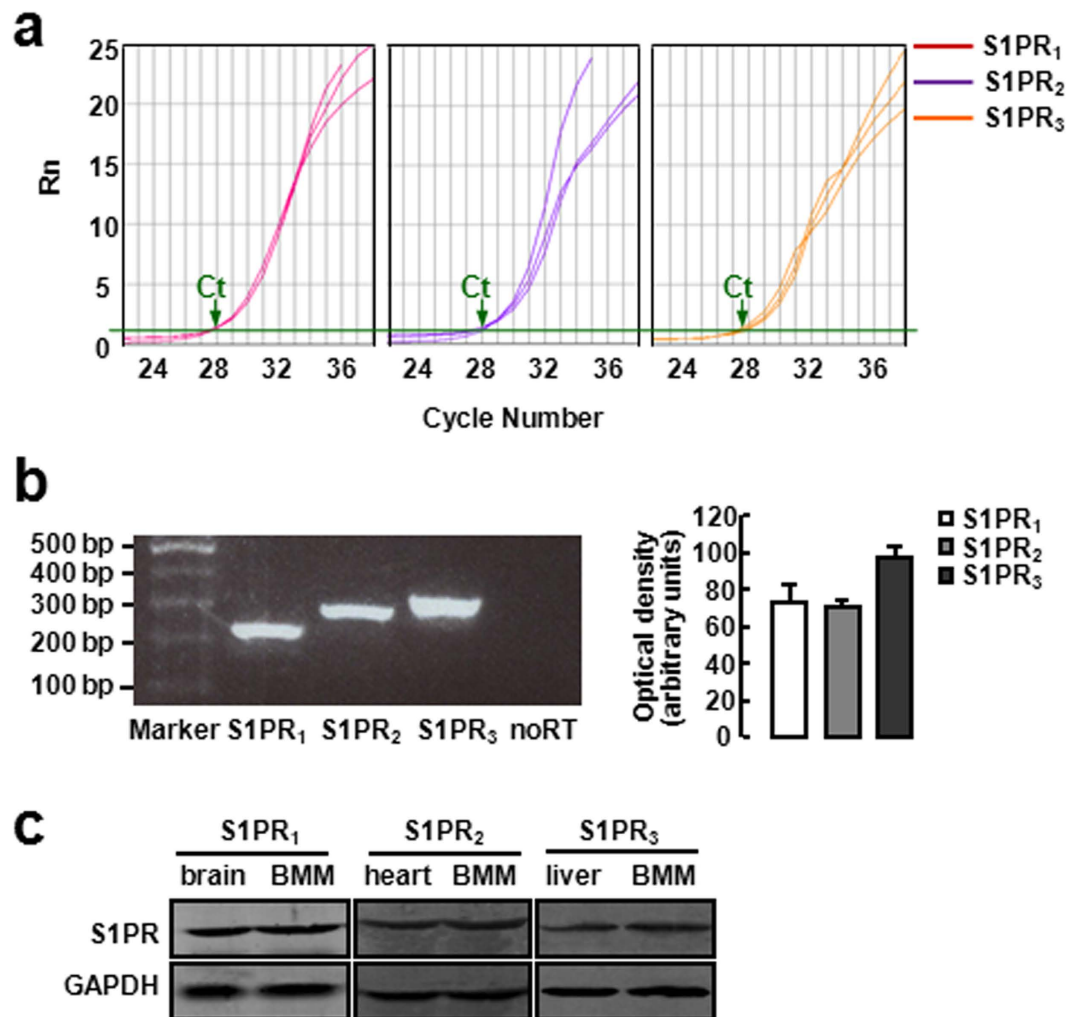 a
25
20
15
10
5
0
Rn
Ct
Ct
Ct
24 28 32 36
24 28 32 36
24 28 32 36
Cycle Number
S1PR₁
S1PR₂
S1PR₃
b
500 bp
400 bp
300 bp
200 bp
100 bp
Marker S1PR₁ S1PR₂ S1PR₃ noRT
Optical density
(arbitrary units)
120
100
80
60
40
20
0
S1PR₁
S1PR₂
S1PR₃
c
S1PR₁ S1PR₂ S1PR₃
brain BMM heart BMM liver BMM
S1PR
GAPDH